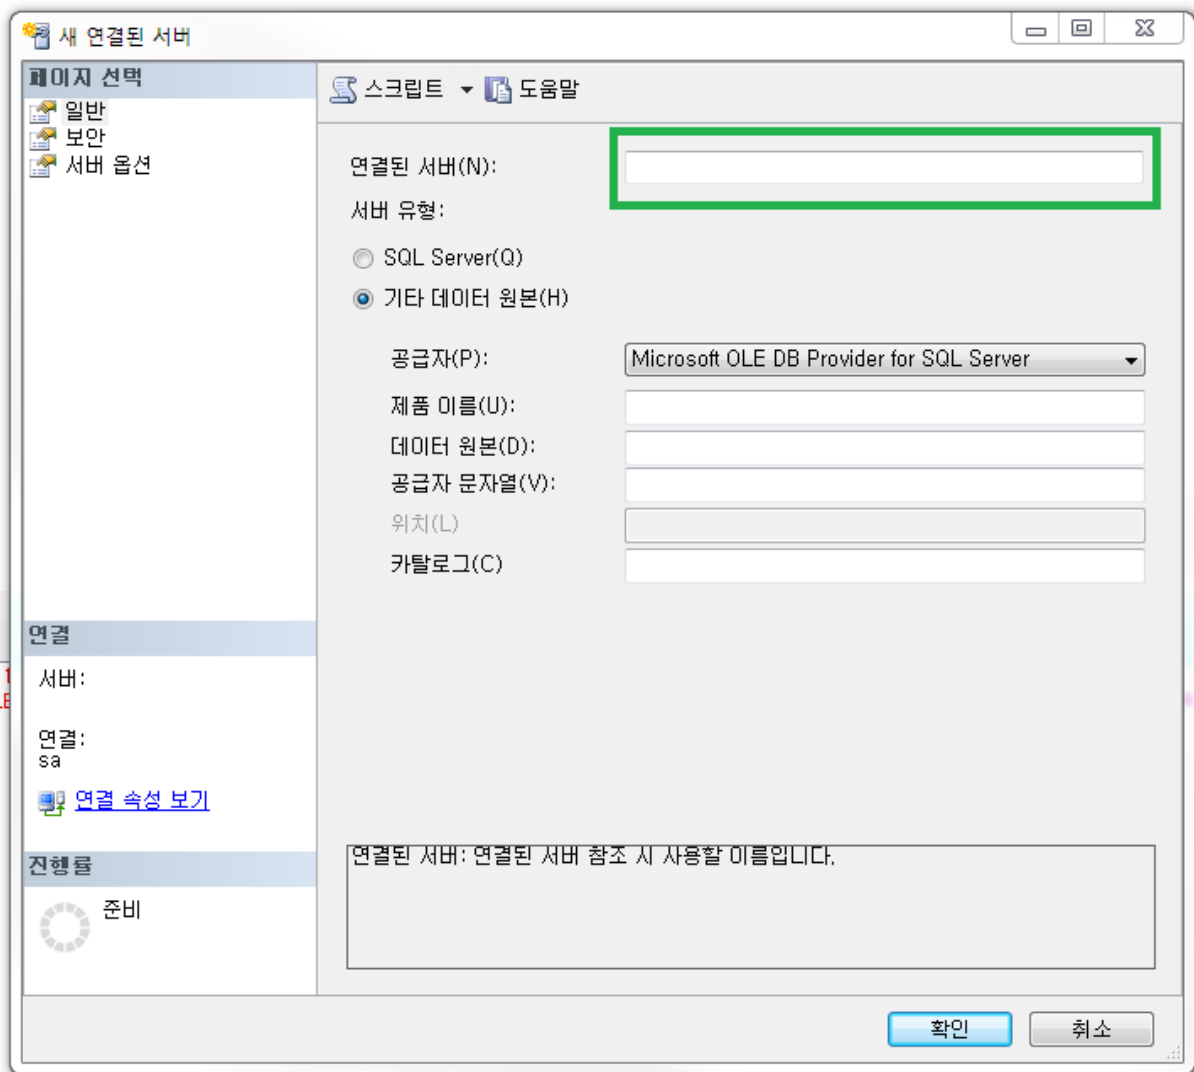 새 연결된 서버
페이지 선택
일반
보안
서버 옵션
스크립트
도움말
연결된 서버(N):
서버 유형:
SQL Server(Q)
기타 데이터 원본(H)
공급자(P):
Microsoft OLE DB Provider for SQL Server
제품 이름(U):
데이터 원본(D):
공급자 문자열(V):
위치(L)
카탈로그(C)
연결
서버:
연결:
sa
연결 속성 보기
진행률
준비
연결된 서버: 연결된 서버 참조 시 사용할 이름입니다.
확인
취소